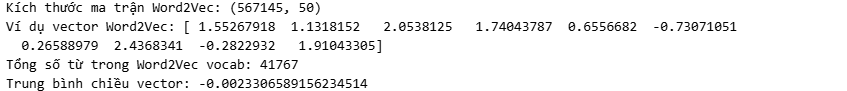 Kích thước ma trận Word2Vec: (567145, 50)
Ví dụ vector Word2Vec: [ 1.55267918  1.1318152   2.0538125   1.74043787  0.6556682  -0.73071051
  0.26588979  2.4368341  -0.2822932   1.91043305]
Tổng số từ trong Word2Vec vocab: 41767
Trung bình chiều vector: -0.0023306589156234514